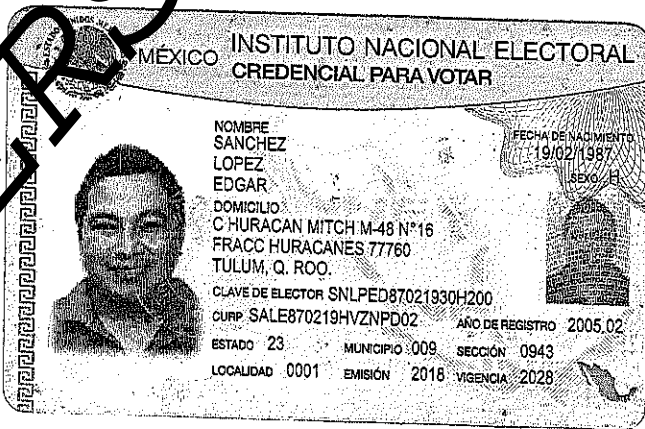 MÉXICO INSTITUTO NACIONAL ELECTORAL
CREDENCIAL PARA VOTAR
NOMBRE
SANCHEZ
LOPEZ
EDGAR
FECHA DE NACIMIENTO
19/02/1987
SEXO H
DOMICILIO
C HURACAN MITCH M-48 N°16
FRACC HURACANES 77760
TULUM, Q. ROO.
CLAVE DE ELECTOR SNLPED87021930H200
CURP SALE870219HVZNPD02 AÑO DE REGISTRO 2005 02
ESTADO 23 MUNICIPIO 009 SECCIÓN 0943
LOCALIDAD 0001 EMISIÓN 2018 VIGENCIA 2028